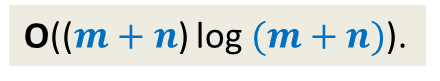 O((m + n) log (m + n)).